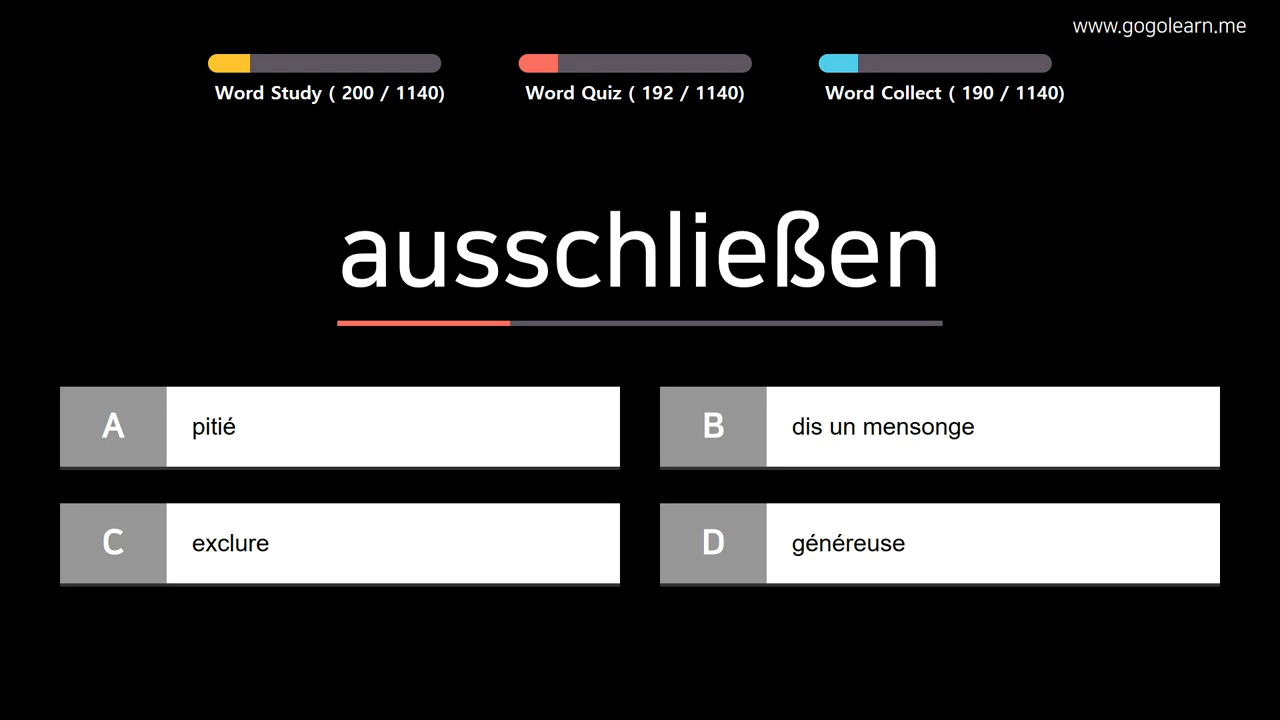 www.gogolearn.me
Word Study ( 200 / 1140)
Word Quiz ( 192 / 1140)
Word Collect ( 190 / 1140)
ausschließen
A pitié
B dis un mensonge
C exclure
D généreuse